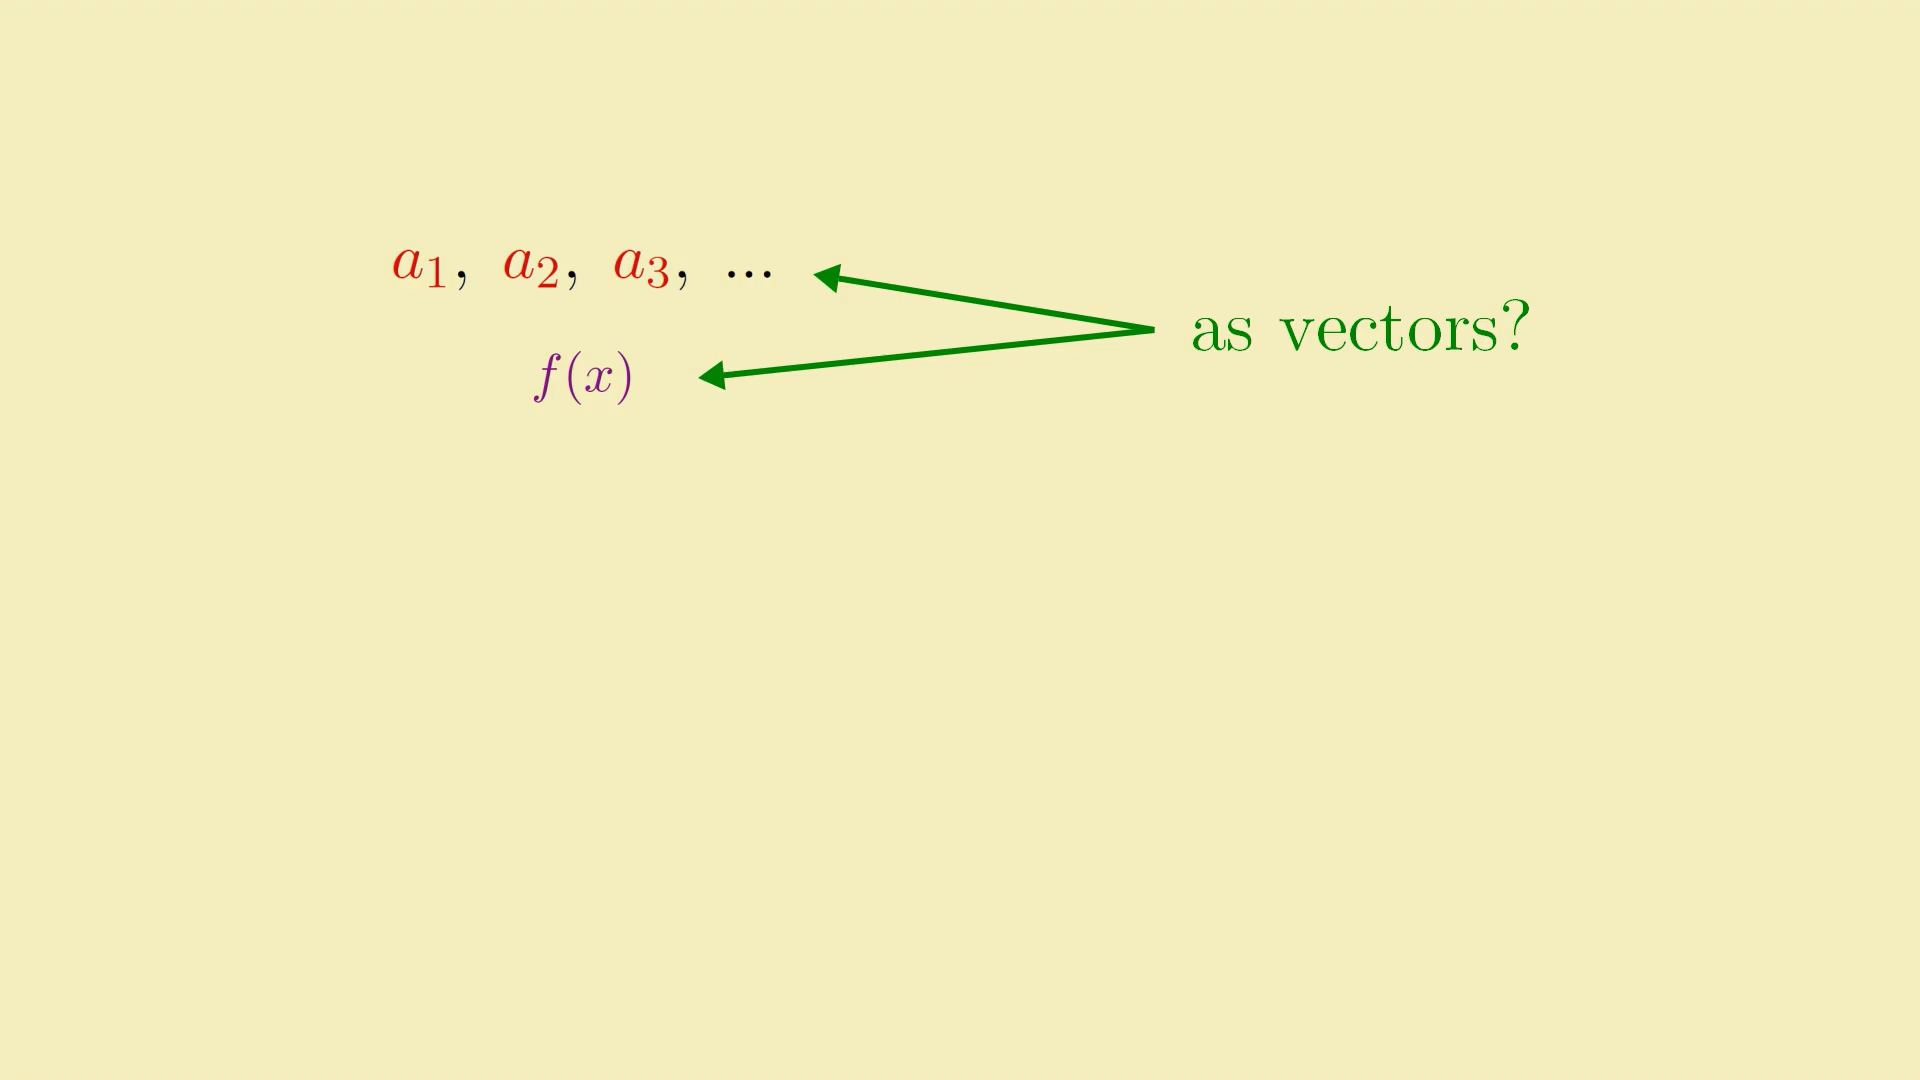 a₁, a₂, a₃, ...
as vectors?
f(x)